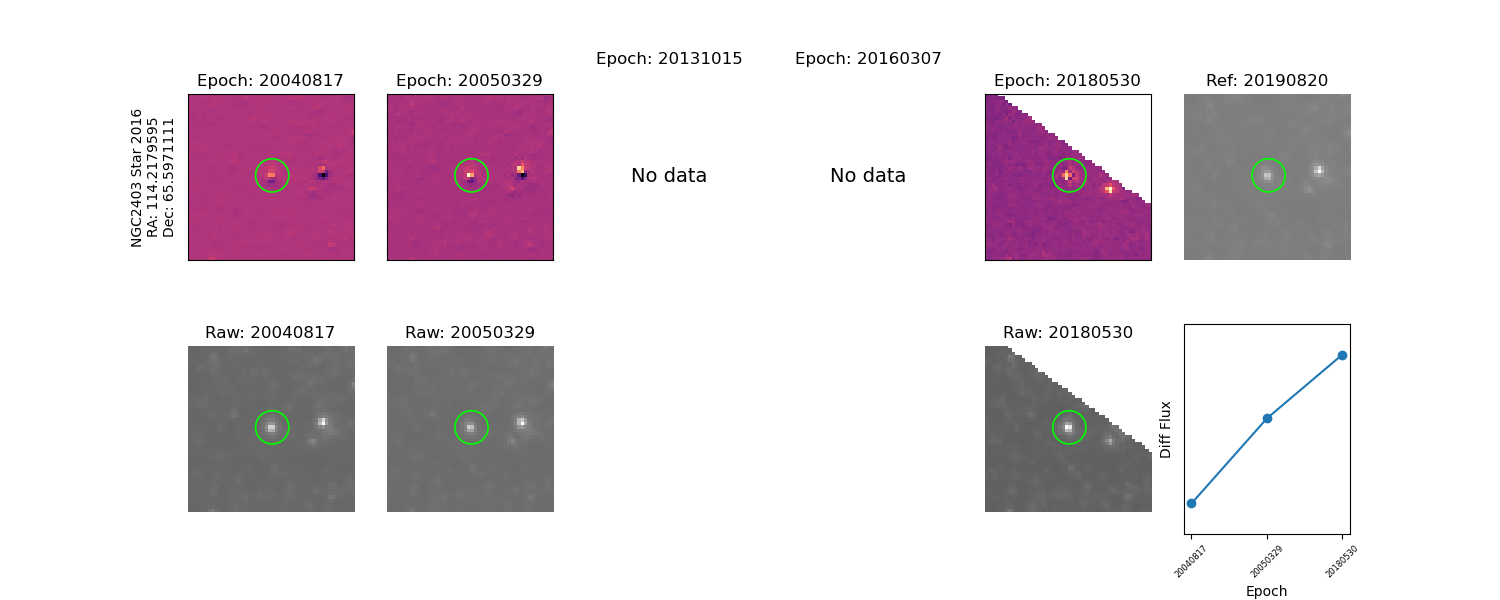 Epoch: 20131015
Epoch: 20160307
Epoch: 20040817
Epoch: 20050329
Epoch: 20180530
Ref: 20190820
NGC2403 Star 2016
RA: 114.2179595
Dec: 65.5971111
No data
No data
Raw: 20040817
Raw: 20050329
Raw: 20180530
Diff Flux
20040817
20050329
20180530
Epoch